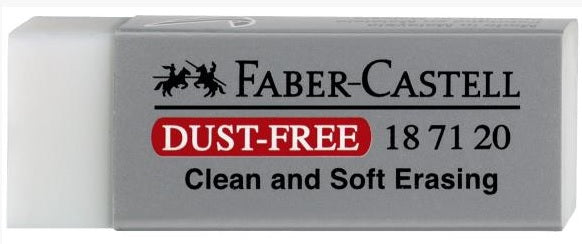 FABER-CASTELL
DUST-FREE 18 71 20
Clean and Soft Erasing